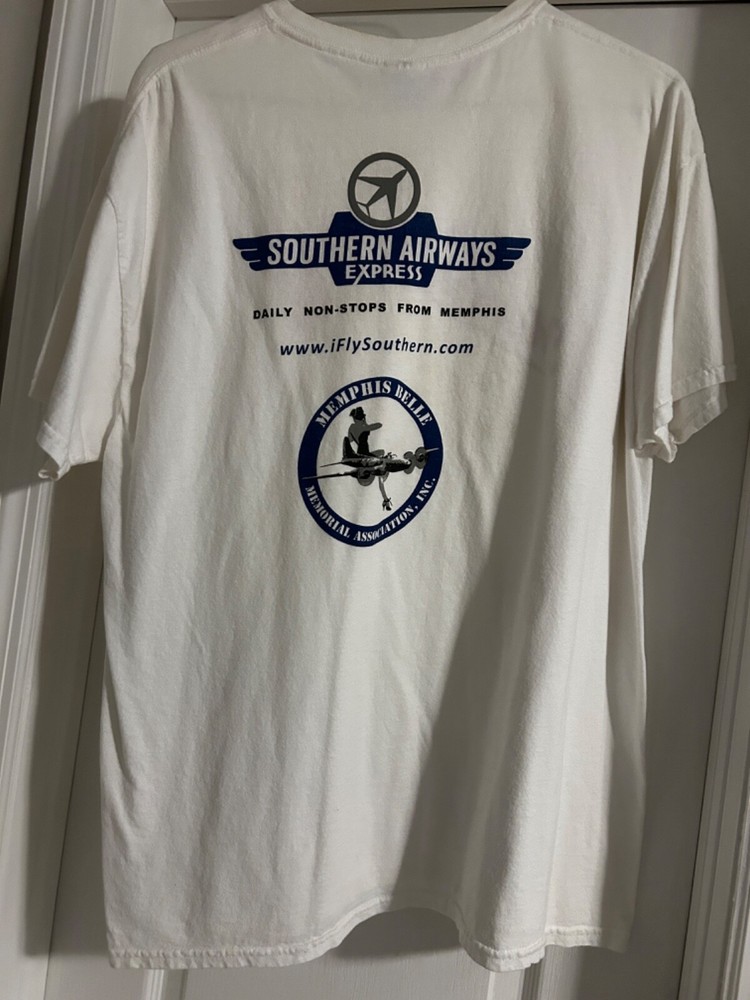 SOUTHERN AIRWAYS
EXPRESS
DAILY NON-STOPS FROM MEMPHIS
www.iFlySouthern.com
MEMPHIS BELLE
MEMORIAL ASSOCIATION, INC.